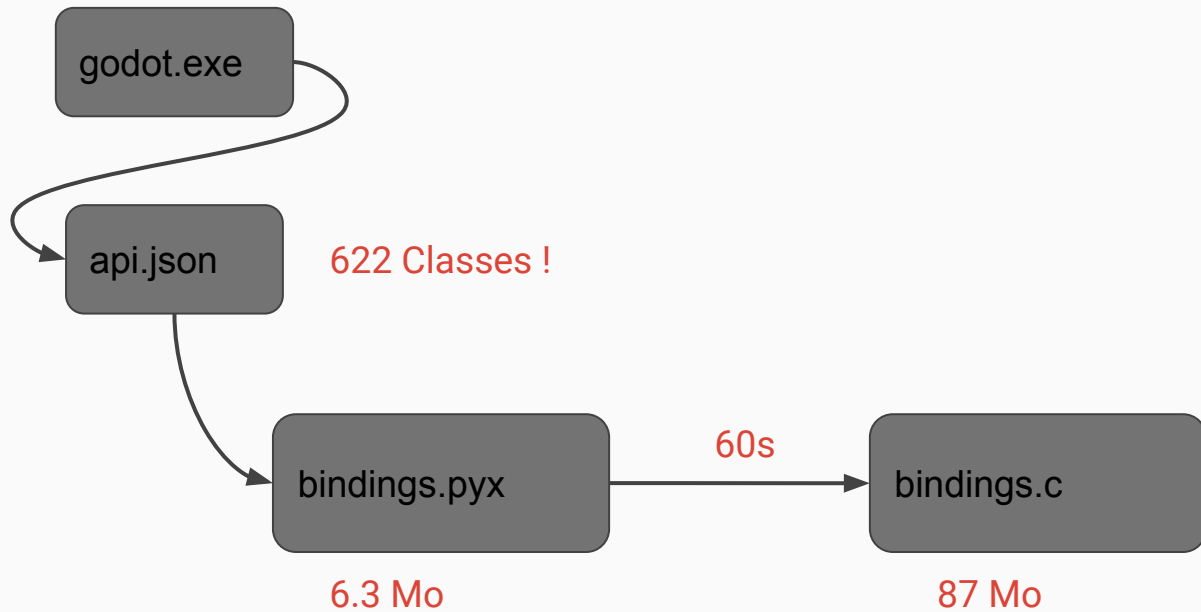 godot.exe
api.json
622 Classes !
60s
bindings.pyx
bindings.c
6.3 Mo
87 Mo